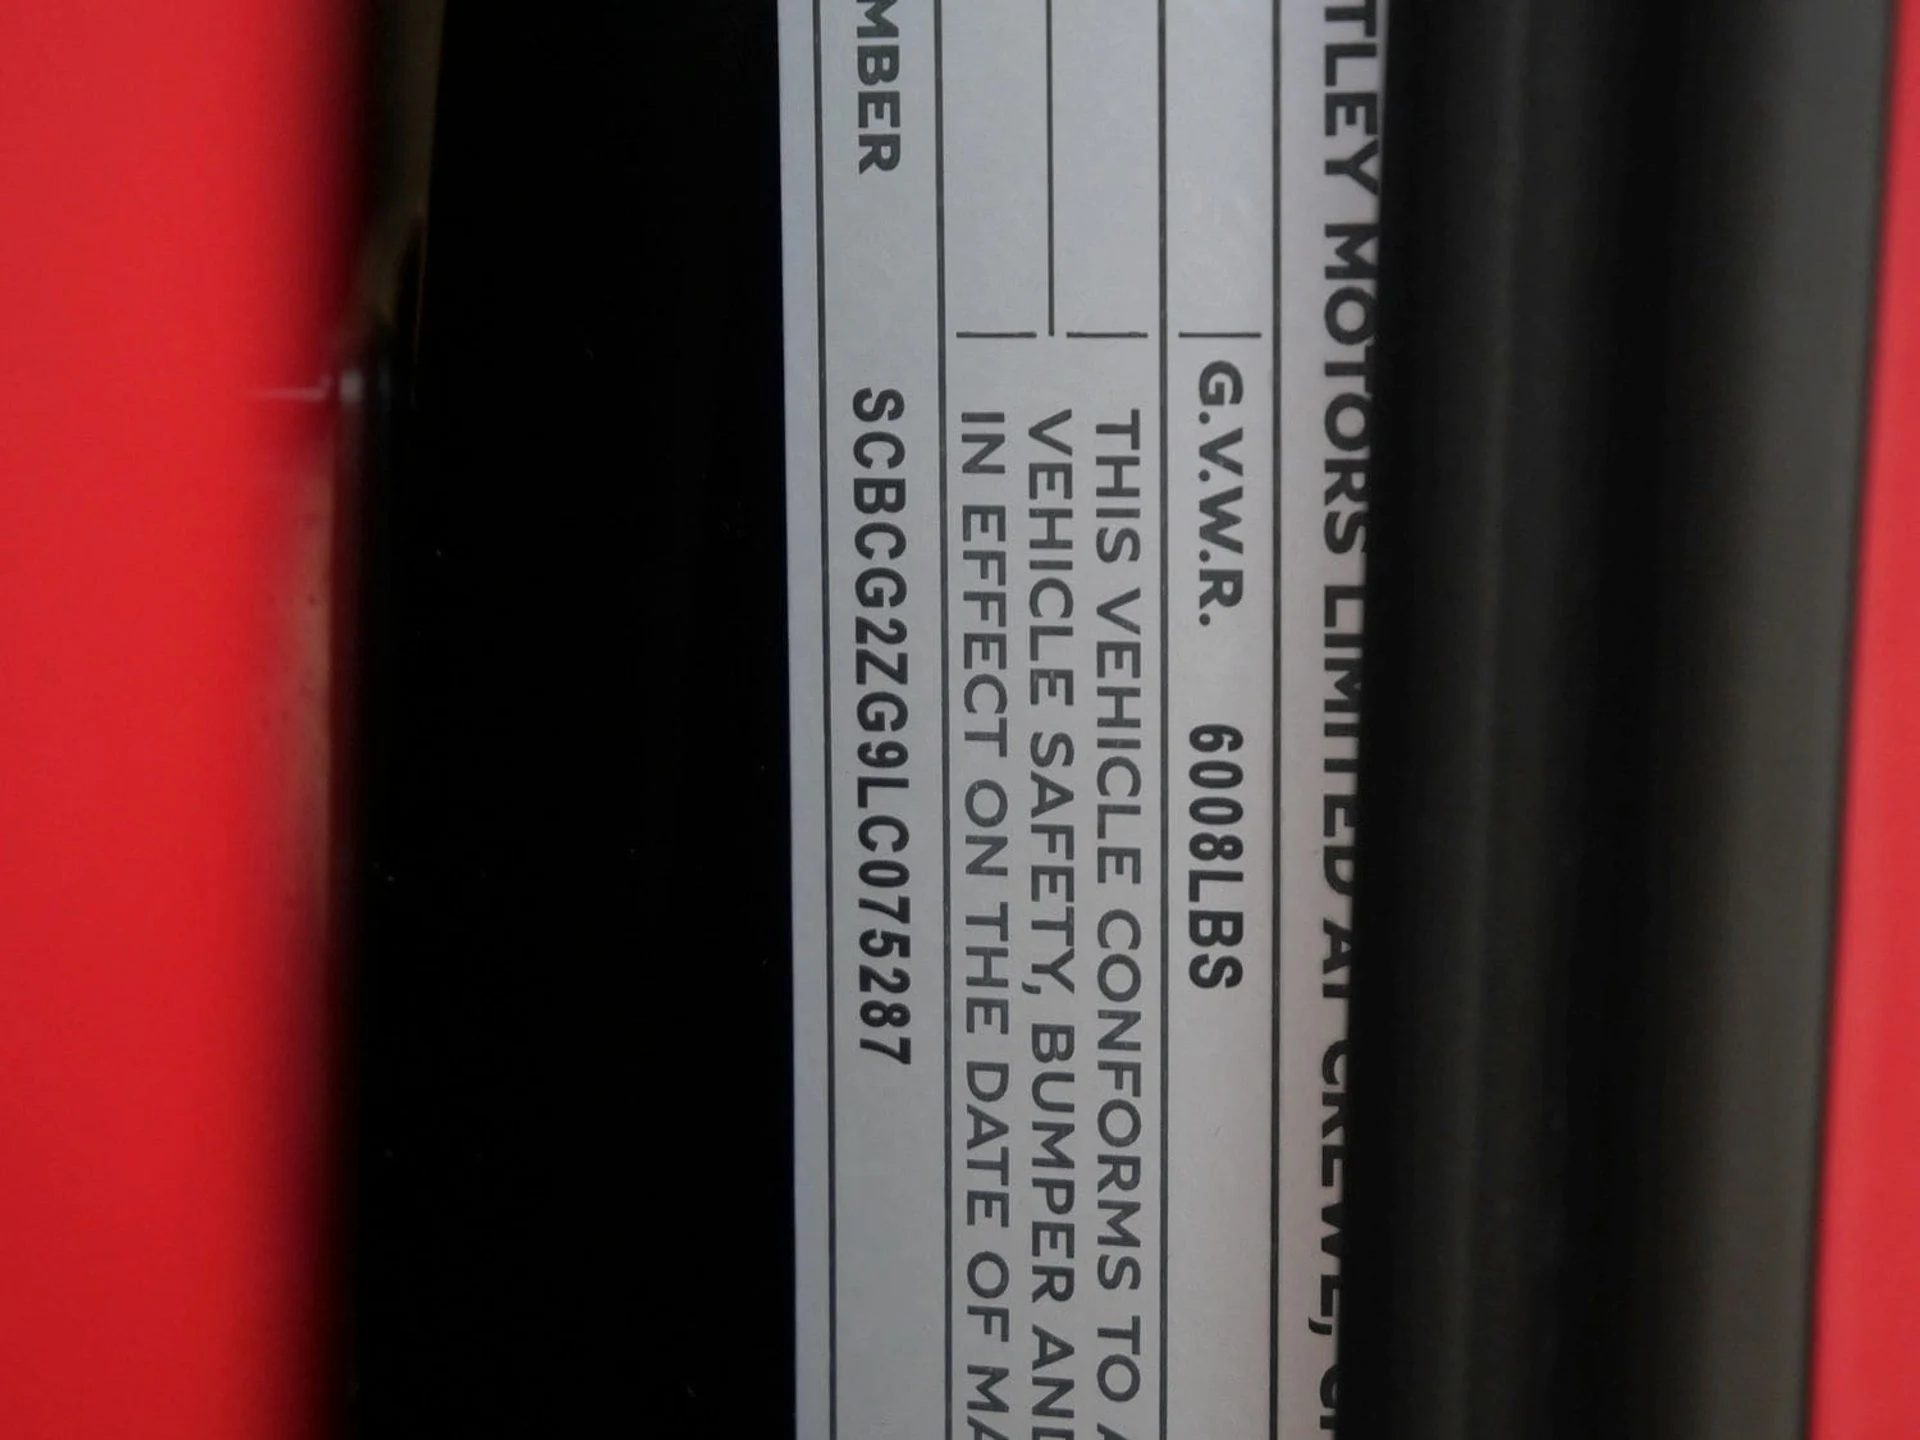 TLEY MOTORS LIMITED AT CREWE,
G.V.W.R. 6008LBS
THIS VEHICLE CONFORMS TO A
VEHICLE SAFETY, BUMPER AND
IN EFFECT ON THE DATE OF MA
MBER SCBCG2ZG9LC075287